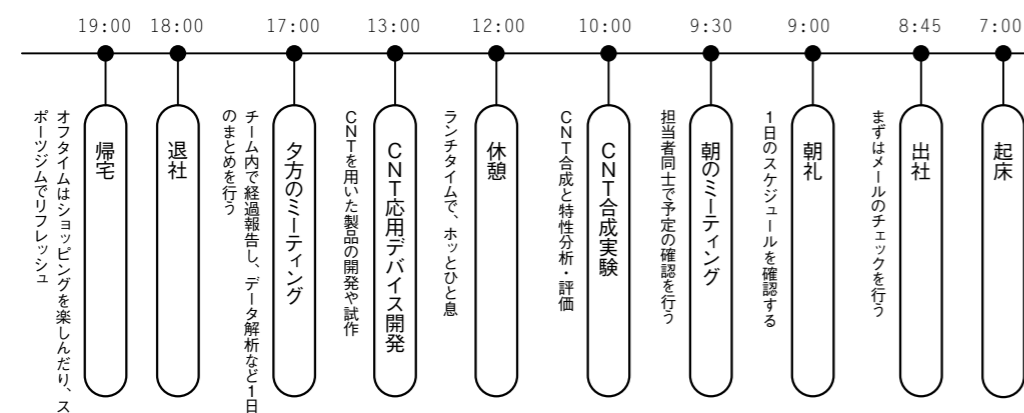 7:00
起床
8:45
出社
まずはメールのチェックを行う
9:00
朝礼
1日のスケジュールを確認する
9:30
朝のミーティング
担当者同士で予定の確認を行う
10:00
CNT合成実験
CNT合成と特性分析・評価
12:00
休憩
ランチタイムで、ホッとひと息
13:00
CNT応用デバイス開発
CNTを用いた製品の開発や試作
17:00
夕方のミーティング
チーム内で経過報告し、データ解析など1日
のまとめを行う
18:00
退社
19:00
帰宅
オフタイムはショッピングを楽しんだり、ス
ポーツジムでリフレッシュ